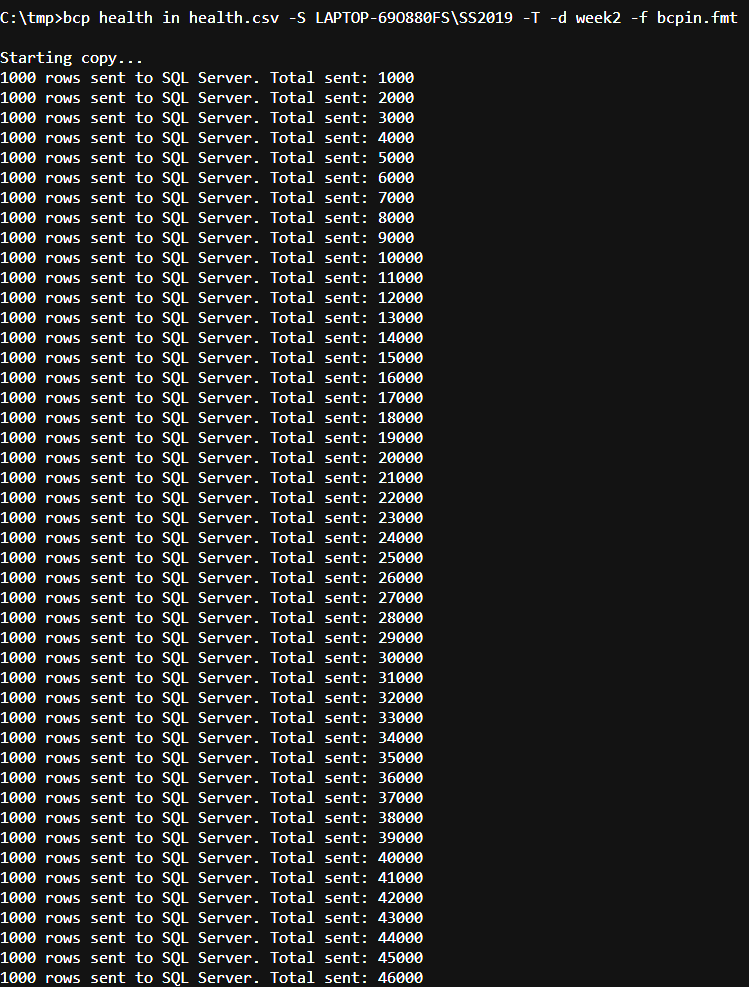 C:\tmp>bcp health in health.csv -S LAPTOP-69O880FS\SS2019 -T -d week2 -f bcpin.fmt
Starting copy...
1000 rows sent to SQL Server. Total sent: 1000
1000 rows sent to SQL Server. Total sent: 2000
1000 rows sent to SQL Server. Total sent: 3000
1000 rows sent to SQL Server. Total sent: 4000
1000 rows sent to SQL Server. Total sent: 5000
1000 rows sent to SQL Server. Total sent: 6000
1000 rows sent to SQL Server. Total sent: 7000
1000 rows sent to SQL Server. Total sent: 8000
1000 rows sent to SQL Server. Total sent: 9000
1000 rows sent to SQL Server. Total sent: 10000
1000 rows sent to SQL Server. Total sent: 11000
1000 rows sent to SQL Server. Total sent: 12000
1000 rows sent to SQL Server. Total sent: 13000
1000 rows sent to SQL Server. Total sent: 14000
1000 rows sent to SQL Server. Total sent: 15000
1000 rows sent to SQL Server. Total sent: 16000
1000 rows sent to SQL Server. Total sent: 17000
1000 rows sent to SQL Server. Total sent: 18000
1000 rows sent to SQL Server. Total sent: 19000
1000 rows sent to SQL Server. Total sent: 20000
1000 rows sent to SQL Server. Total sent: 21000
1000 rows sent to SQL Server. Total sent: 22000
1000 rows sent to SQL Server. Total sent: 23000
1000 rows sent to SQL Server. Total sent: 24000
1000 rows sent to SQL Server. Total sent: 25000
1000 rows sent to SQL Server. Total sent: 26000
1000 rows sent to SQL Server. Total sent: 27000
1000 rows sent to SQL Server. Total sent: 28000
1000 rows sent to SQL Server. Total sent: 29000
1000 rows sent to SQL Server. Total sent: 30000
1000 rows sent to SQL Server. Total sent: 31000
1000 rows sent to SQL Server. Total sent: 32000
1000 rows sent to SQL Server. Total sent: 33000
1000 rows sent to SQL Server. Total sent: 34000
1000 rows sent to SQL Server. Total sent: 35000
1000 rows sent to SQL Server. Total sent: 36000
1000 rows sent to SQL Server. Total sent: 37000
1000 rows sent to SQL Server. Total sent: 38000
1000 rows sent to SQL Server. Total sent: 39000
1000 rows sent to SQL Server. Total sent: 40000
1000 rows sent to SQL Server. Total sent: 41000
1000 rows sent to SQL Server. Total sent: 42000
1000 rows sent to SQL Server. Total sent: 43000
1000 rows sent to SQL Server. Total sent: 44000
1000 rows sent to SQL Server. Total sent: 45000
1000 rows sent to SQL Server. Total sent: 46000